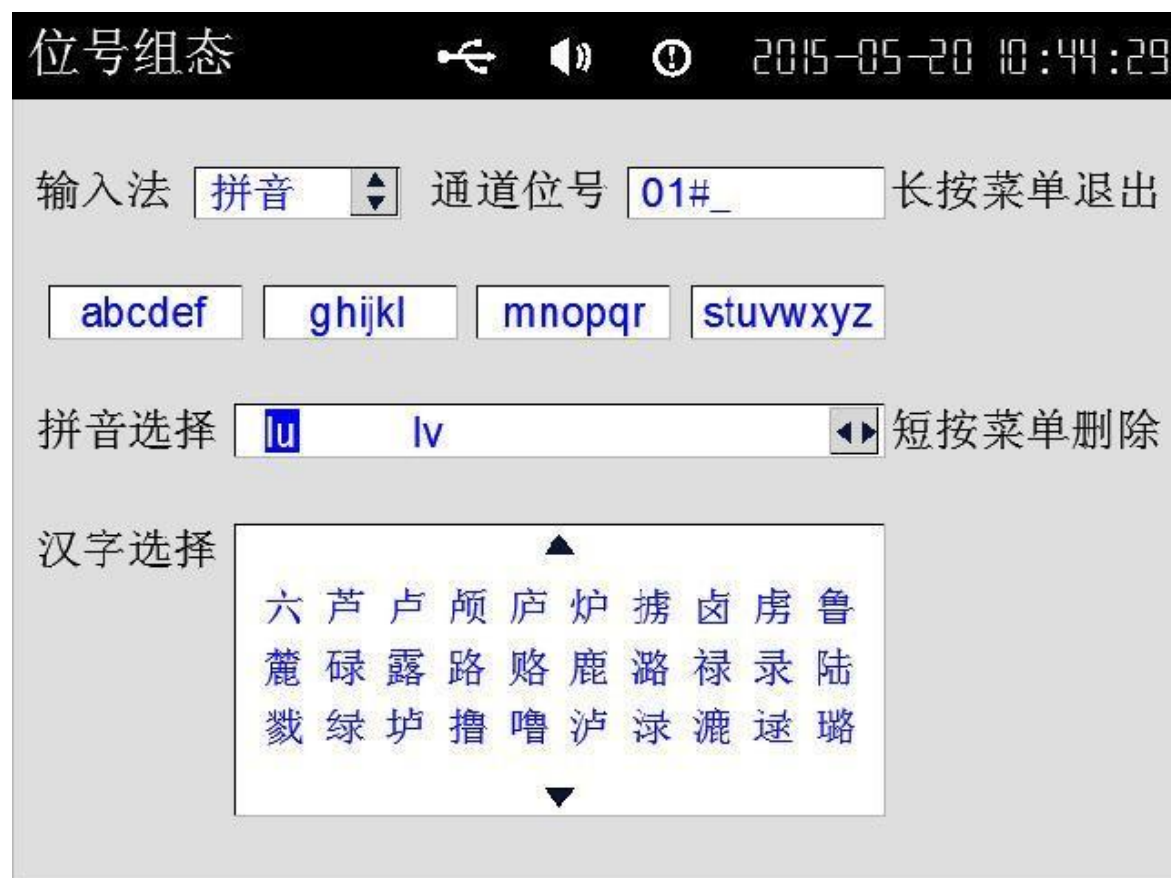 位号组态 2015-05-20 10:44:29
输入法 拼音 通道位号 01#_ 长按菜单退出
abcdef ghijkl mnopqr stuvwxyz
拼音选择 lu lv 短按菜单删除
汉字选择
六 芦 卢 颅 庐 炉 掳 卤 虏 鲁
麓 碌 露 路 赂 鹿 潞 禄 录 陆
戮 绿 垆 撸 噜 泸 渌 漉 逯 璐